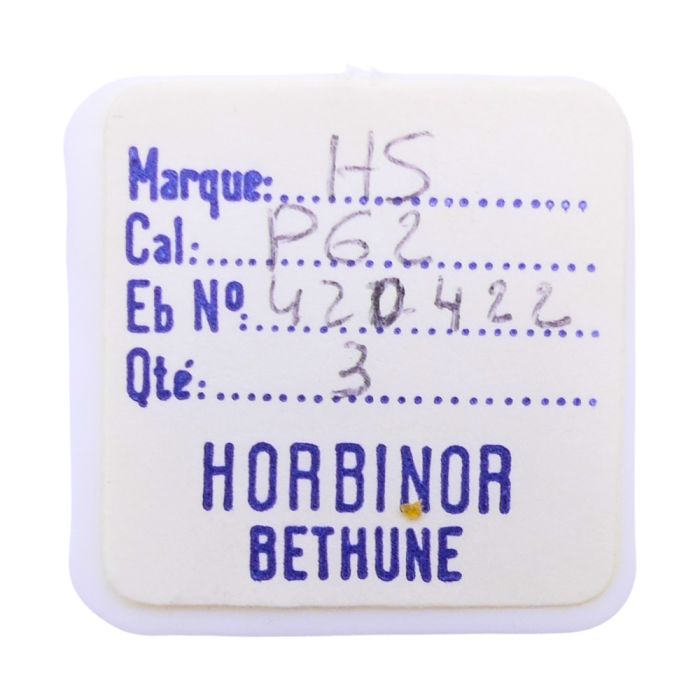 Marque: HS
Cal: P62
Eb Nº: 420422
Qté: 3
HORBINOR
BETHUNE